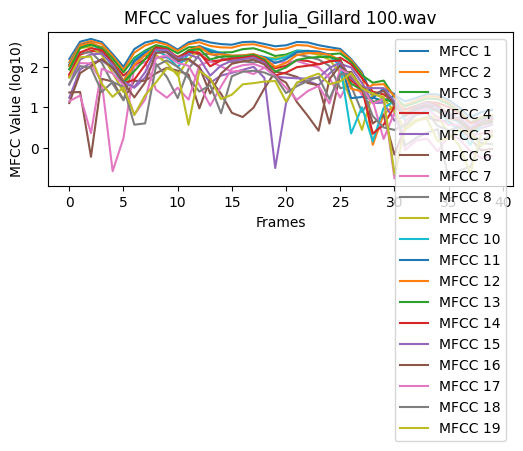 MFCC values for Julia_Gillard 100.wav
MFCC Value (log10)
2
1
0
0
5
10
15
20
25
30
35
40
Frames
MFCC 1
MFCC 2
MFCC 3
MFCC 4
MFCC 5
MFCC 6
MFCC 7
MFCC 8
MFCC 9
MFCC 10
MFCC 11
MFCC 12
MFCC 13
MFCC 14
MFCC 15
MFCC 16
MFCC 17
MFCC 18
MFCC 19